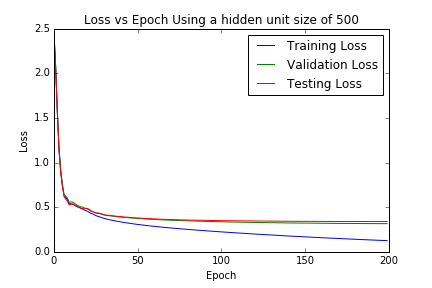 Loss vs Epoch Using a hidden unit size of 500
2.5
2.0
1.5
1.0
0.5
0.0
Loss
Training Loss
Validation Loss
Testing Loss
0
50
100
150
200
Epoch